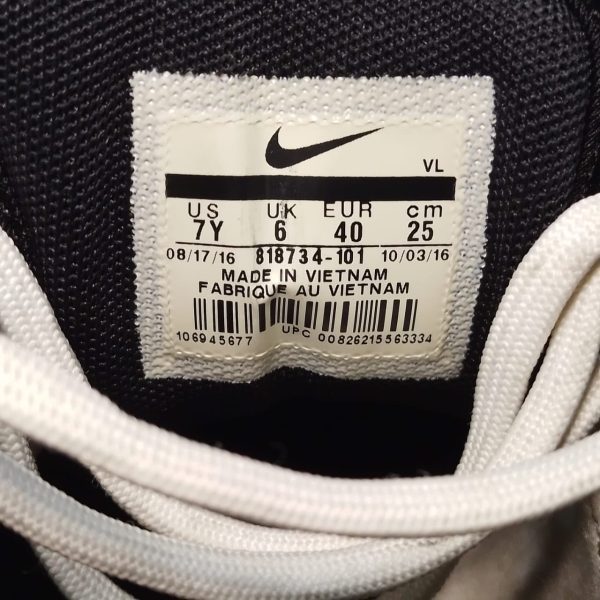 VL
US UK EUR cm
7Y 6 40 25
08/17/16 818734-101 10/03/16
MADE IN VIETNAM
FABRIQUE AU VIETNAM
106945677 UPC 00826215563334